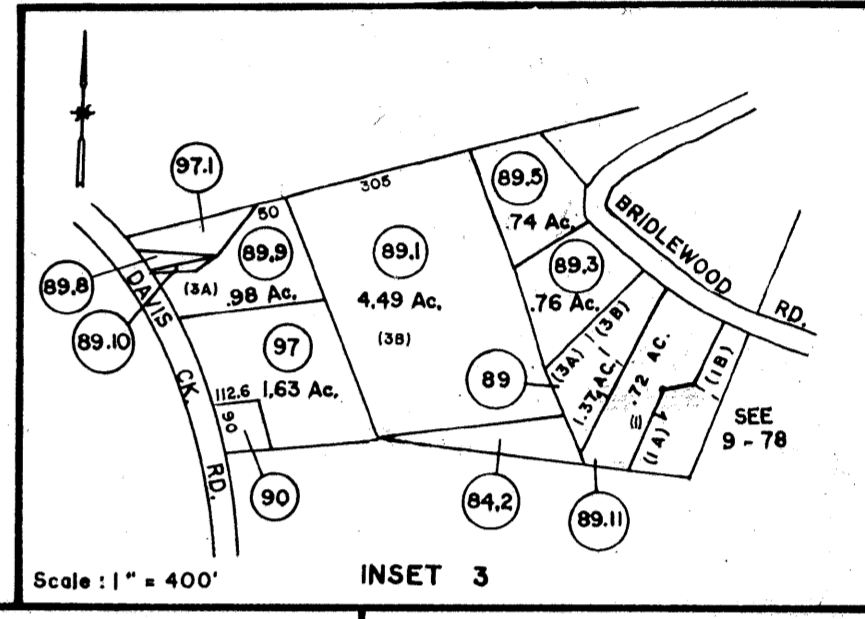 97.1
305
50
89.5
.74 Ac.
BRIDLEWOOD
RD.
89.9
(3A) .98 Ac.
89.1
4.49 Ac.
(3B)
89.3
.76 Ac.
89.8
89.10
DAVIS
CK.
RD.
97
1.63 Ac.
112.6
90
90
89
(3A) (3B)
1.37 AC.
(1) .72 AC.
(1A)
(1B)
SEE
9 - 78
84.2
89.11
Scale : 1" = 400'
INSET 3